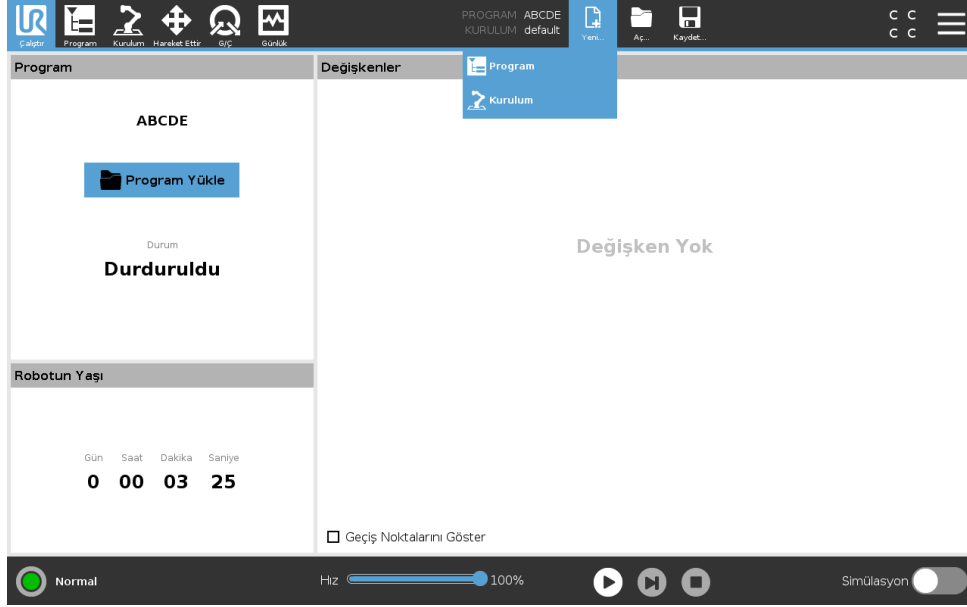 UR
Çalıştır
Program
Kurulum
Hareket Ettir
G/Ç
Günlük
PROGRAM ABCDE
KURULUM default
Yeni...
Aç...
Kaydet...
C C
C C
Program
Kurulum
Program
ABCDE
Program Yükle
Durum
Durduruldu
Değişkenler
Değişken Yok
Robotun Yaşı
Gün Saat Dakika Saniye
0 00 03 25
Geçiş Noktalarını Göster
Normal
Hız 100%
Simülasyon